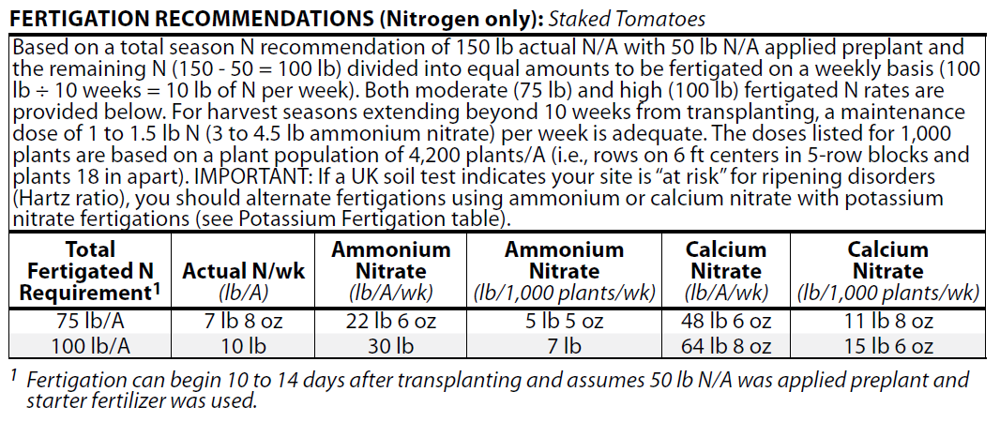 FERTIGATION RECOMMENDATIONS (Nitrogen only): Staked Tomatoes
Based on a total season N recommendation of 150 lb actual N/A with 50 lb N/A applied preplant and
the remaining N (150 - 50 = 100 lb) divided into equal amounts to be fertigated on a weekly basis (100
lb ÷ 10 weeks = 10 lb of N per week). Both moderate (75 lb) and high (100 lb) fertigated N rates are
provided below. For harvest seasons extending beyond 10 weeks from transplanting, a maintenance
dose of 1 to 1.5 lb N (3 to 4.5 lb ammonium nitrate) per week is adequate. The doses listed for 1,000
plants are based on a plant population of 4,200 plants/A (i.e., rows on 6 ft centers in 5-row blocks and
plants 18 in apart). IMPORTANT: If a UK soil test indicates your site is “at risk” for ripening disorders
(Hartz ratio), you should alternate fertigations using ammonium or calcium nitrate with potassium
nitrate fertigations (see Potassium Fertigation table).
Total Fertigated N Requirement1 | Actual N/wk (lb/A) | Ammonium Nitrate (lb/A/wk) | Ammonium Nitrate (lb/1,000 plants/wk) | Calcium Nitrate (lb/A/wk) | Calcium Nitrate (lb/1,000 plants/wk)
75 lb/A | 7 lb 8 oz | 22 lb 6 oz | 5 lb 5 oz | 48 lb 6 oz | 11 lb 8 oz
100 lb/A | 10 lb | 30 lb | 7 lb | 64 lb 8 oz | 15 lb 6 oz
1 Fertigation can begin 10 to 14 days after transplanting and assumes 50 lb N/A was applied preplant and
starter fertilizer was used.